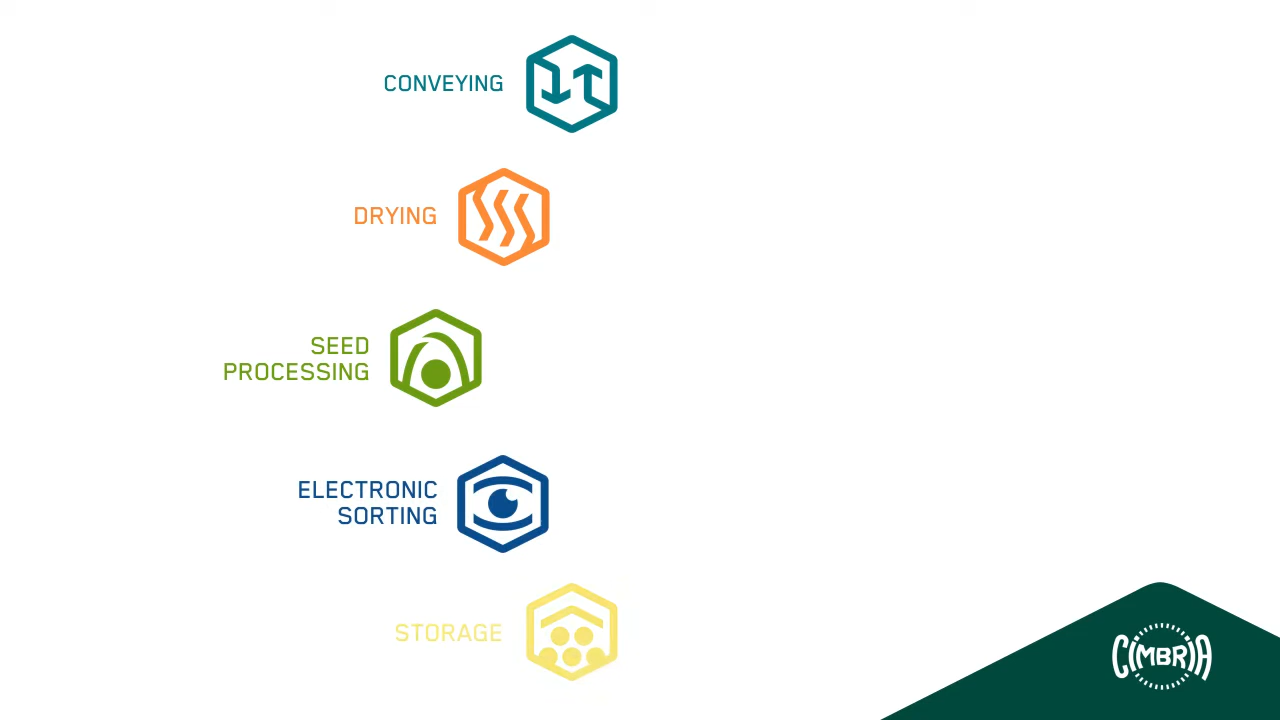 CONVEYING
DRYING
SEED
PROCESSING
ELECTRONIC
SORTING
STORAGE
CIMBRIA